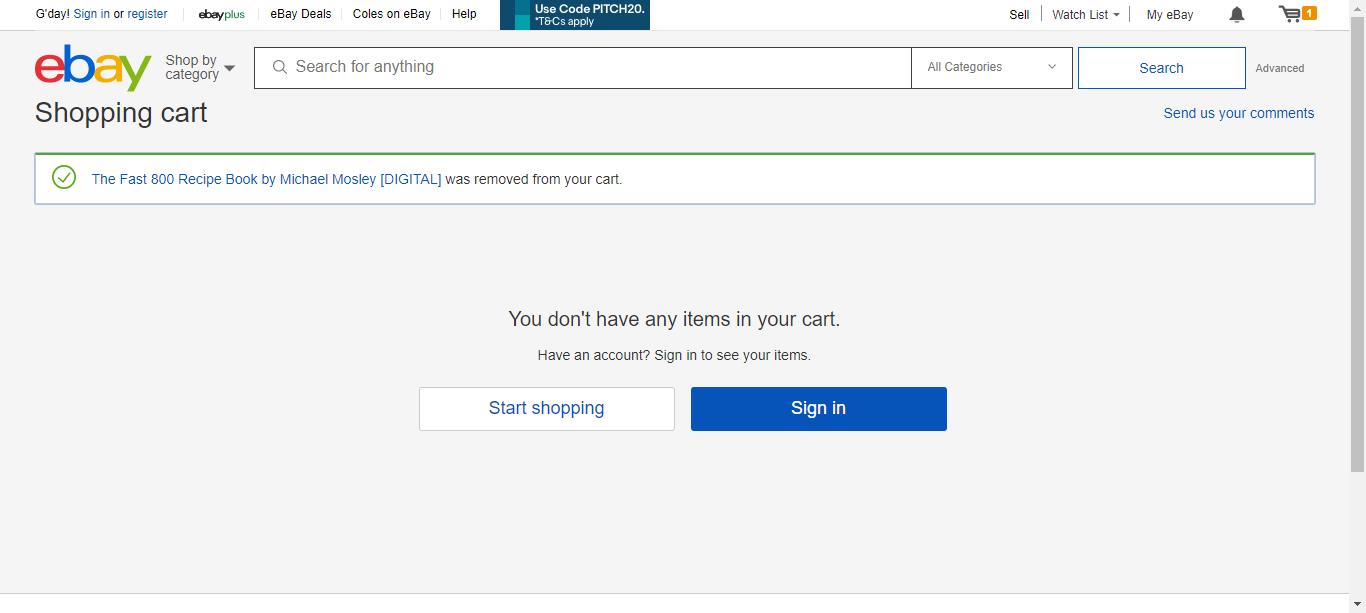 G'day! Sign in or register ebayplus eBay Deals Coles on eBay Help Use Code PITCH20. Sell Watch List My eBay 1
*T&Cs apply
ebay Shop by category Search for anything All Categories Search Advanced
Shopping cart Send us your comments
The Fast 800 Recipe Book by Michael Mosley [DIGITAL] was removed from your cart.
You don't have any items in your cart.
Have an account? Sign in to see your items.
Start shopping Sign in